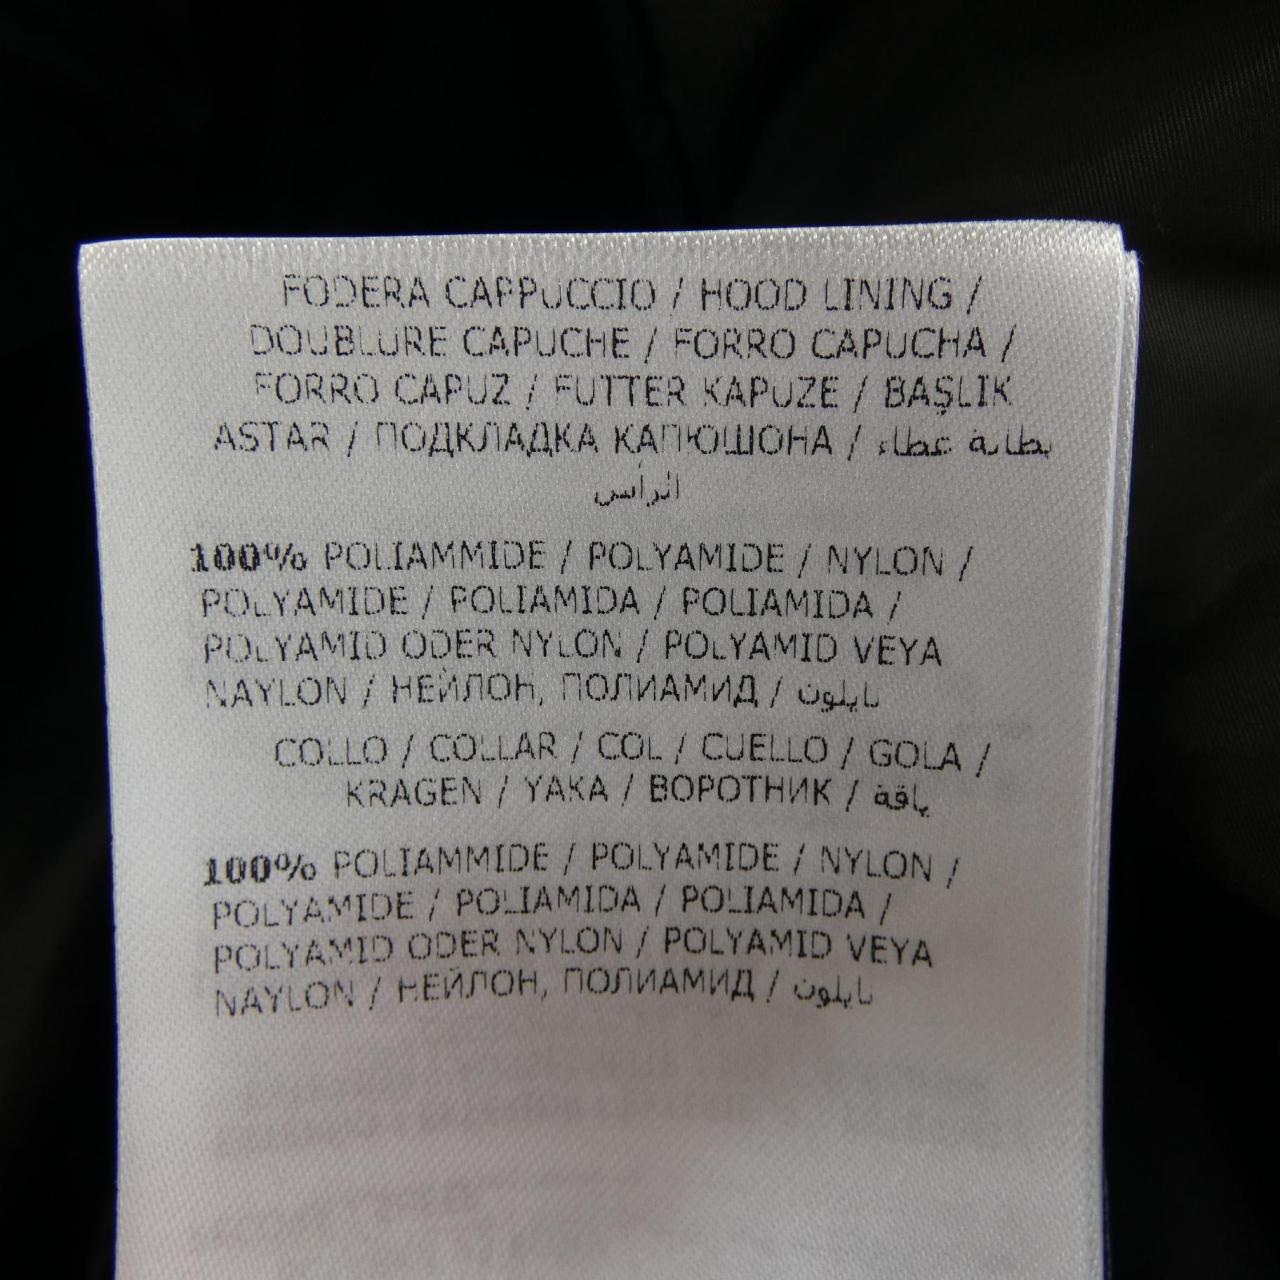 FODERA CAPPUCCIO / HOOD LINING /
DOUBLURE CAPUCHE / FORRO CAPUCHA /
FORRO CAPUZ / FUTTER KAPUZE / BAŞLIK
ASTAR / ПОДКЛАДКА КАПЮШОНА / بطانة غطاء
الرأس
100% POLIAMMIDE / POLYAMIDE / NYLON /
POLYAMIDE / POLIAMIDA / POLIAMIDA /
POLYAMID ODER NYLON / POLYAMID VEYA
NAYLON / НЕЙЛОН, ПОЛИАМИД / نايلون
COLLO / COLLAR / COL / CUELLO / GOLA /
KRAGEN / YAKA / ВОРОТНИК / ياقة
100% POLIAMMIDE / POLYAMIDE / NYLON /
POLYAMIDE / POLIAMIDA / POLIAMIDA /
POLYAMID ODER NYLON / POLYAMID VEYA
NAYLON / НЕЙЛОН, ПОЛИАМИД / نايلون